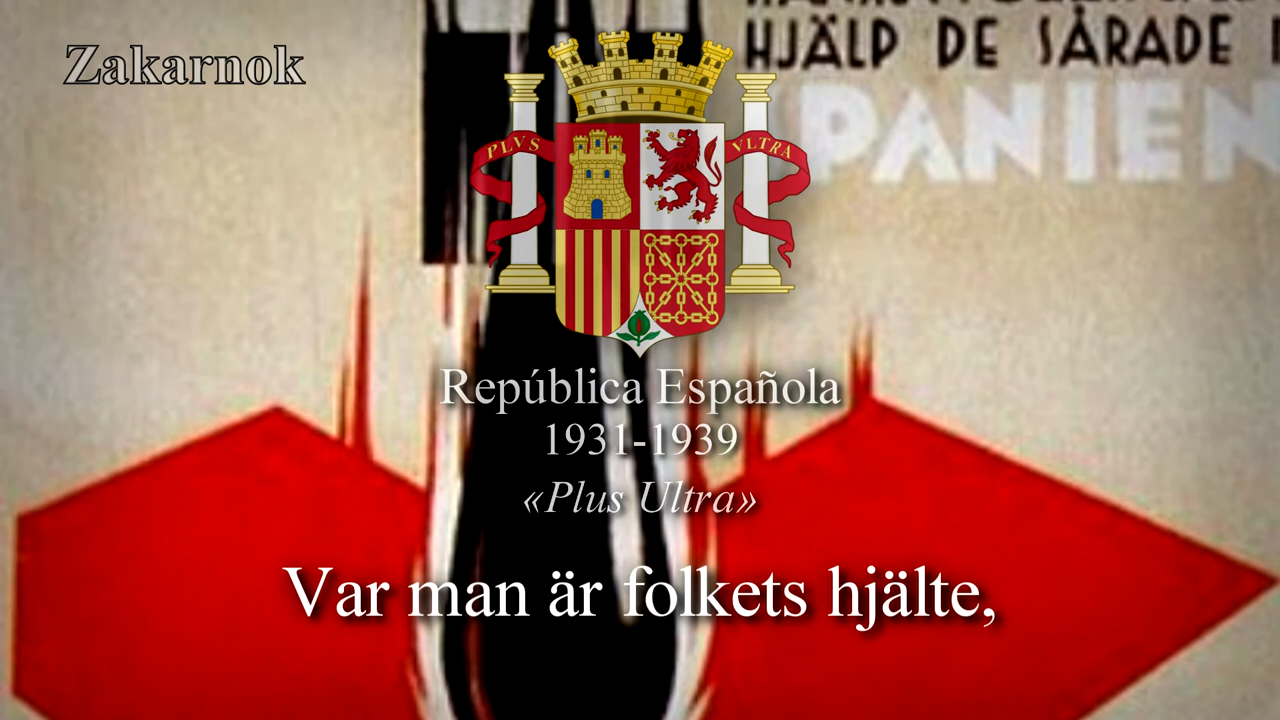 Zakarnok
HJÄLP DE SÅRADE
PANIEN
PLVS VLTRA
República Española
1931-1939
«Plus Ultra»
Var man är folkets hjälte,